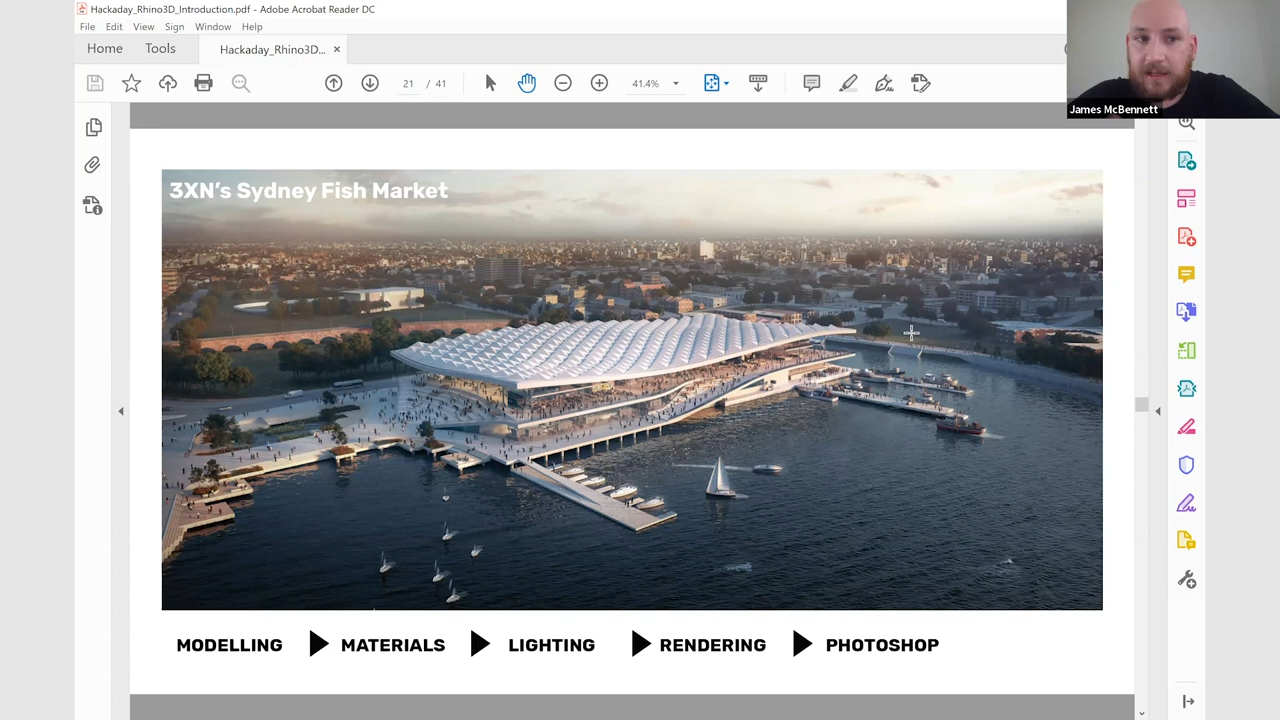 Hackaday_Rhino3D_Introduction.pdf - Adobe Acrobat Reader DC
File Edit View Sign Window Help
Home Tools Hackaday_Rhino3D... ×
21 / 41 41.4%
James McBennett
3XN’s Sydney Fish Market
MODELLING MATERIALS LIGHTING RENDERING PHOTOSHOP